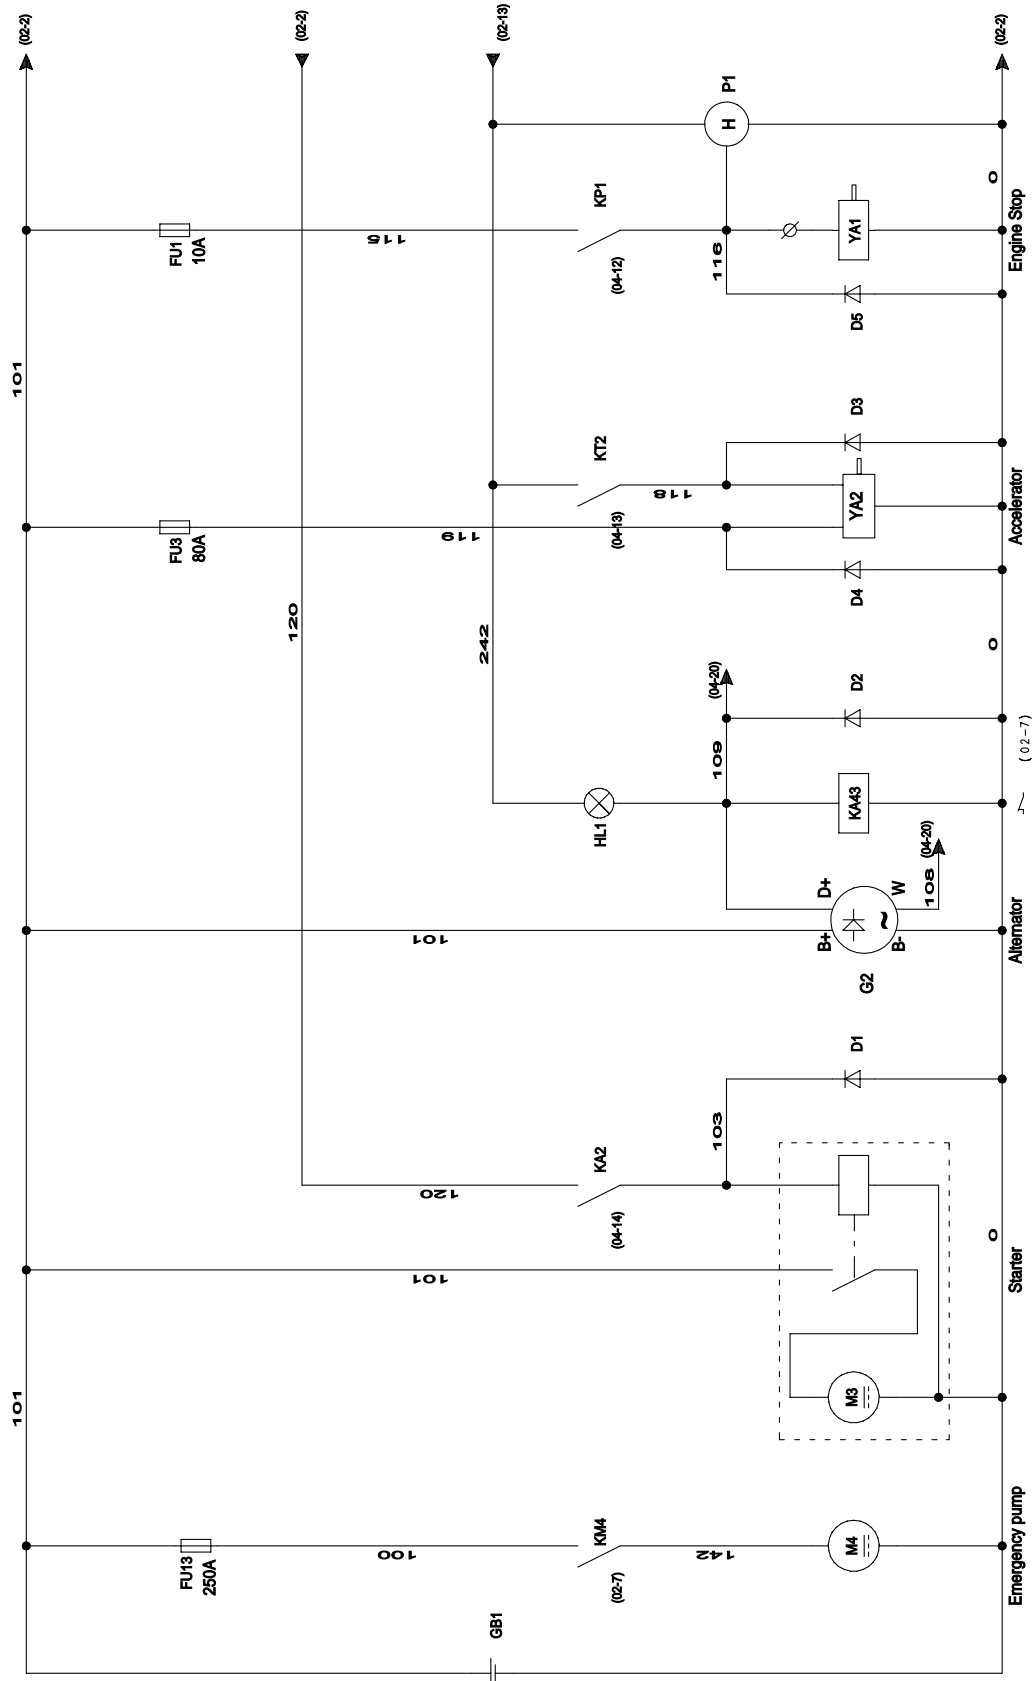 (02-2)
(02-2)
(02-13)
(02-2)
101
101
FU13
250A
100
GB1
KM4
(02-7)
142
M4
Emergency pump
101
120
120
KA2
(04-14)
103
D1
M3
0
Starter
101
G2
B+
D+
B-
W
~
108
(04-20)
Alternator
HL1
109
(04-20)
KA43
D2
(02-7)
242
0
FU3
80A
119
KT2
(04-13)
118
D4
YA2
D3
Accelerator
FU1
10A
115
KP1
(04-12)
116
D5
YA1
H
P1
0
Engine Stop